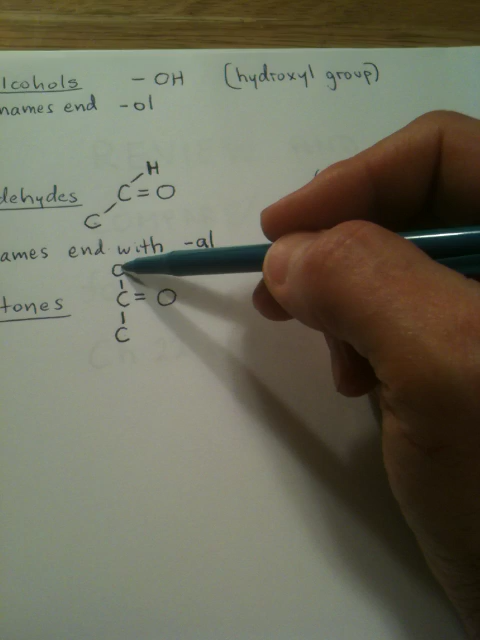 lcohols - OH (hydroxyl group)
names end -ol
H
dehydes C = O
C
ames end with -al
C
tones C = O
C